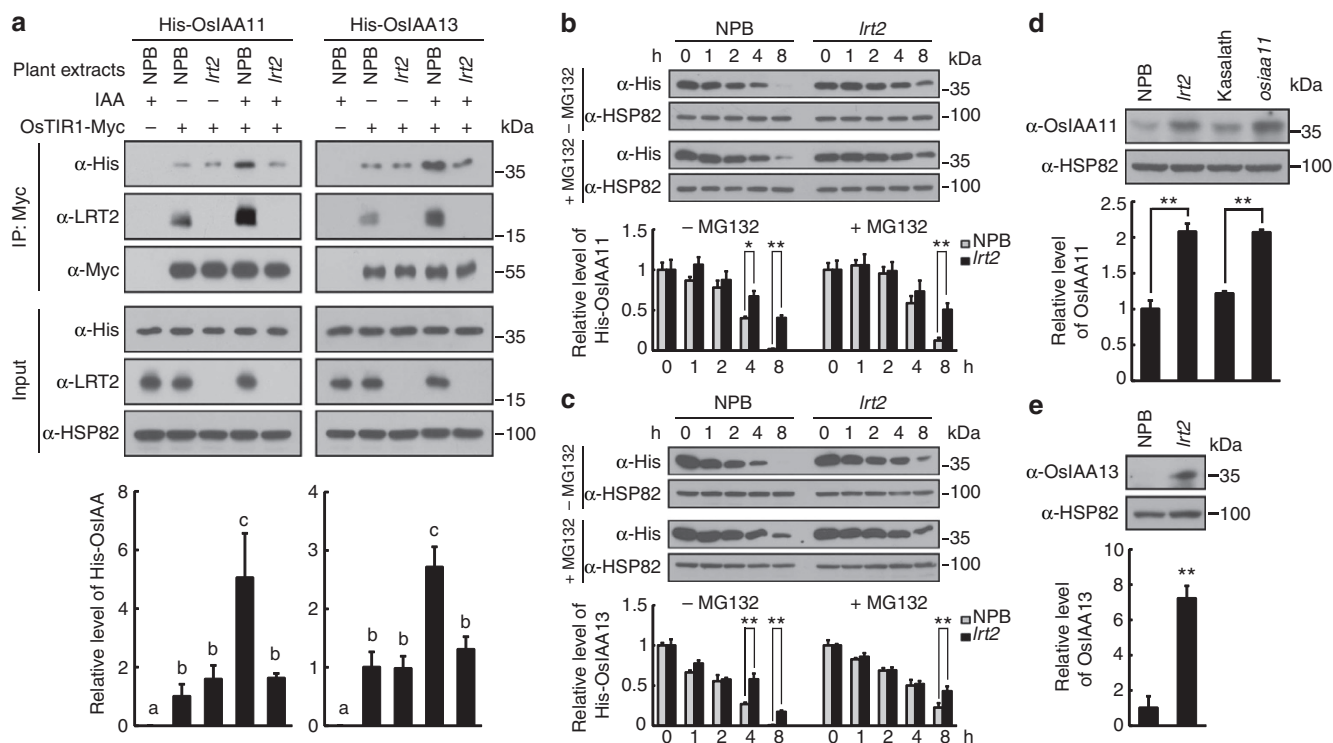 a
His-OsIAA11 His-OsIAA13
Plant extracts NPB NPB lrt2 NPB lrt2 NPB NPB lrt2 NPB lrt2
IAA + − − + + + − − + +
OsTIR1-Myc − + + + + − + + + + kDa
IP: Myc
α-His −35
α-LRT2 −15
α-Myc −55
Input
α-His −35
α-LRT2 −15
α-HSP82 −100
Relative level of His-OsIAA
8
6
4
2
0
a b b c b
4
3
2
1
0
a b b c b
b
NPB lrt2
h 0 1 2 4 8 0 1 2 4 8 kDa
− MG132
α-His −35
α-HSP82 −100
+ MG132
α-His −35
α-HSP82 −100
Relative level of His-OsIAA11
1.5
1
0.5
0
− MG132 + MG132
* ** **
NPB
lrt2
0 1 2 4 8 0 1 2 4 8 h
c
NPB lrt2
h 0 1 2 4 8 0 1 2 4 8 kDa
− MG132
α-His −35
α-HSP82 −100
+ MG132
α-His −35
α-HSP82 −100
Relative level of His-OsIAA13
1.5
1
0.5
0
− MG132 + MG132
** ** **
NPB
lrt2
0 1 2 4 8 0 1 2 4 8 h
d
NPB lrt2 Kasalath osiaa11 kDa
α-OsIAA11 −35
α-HSP82 −100
Relative level of OsIAA11
2.5
2
1.5
1
0.5
0
** **
e
NPB lrt2 kDa
α-OsIAA13 −35
α-HSP82 −100
Relative level of OsIAA13
10
8
6
4
2
0
**